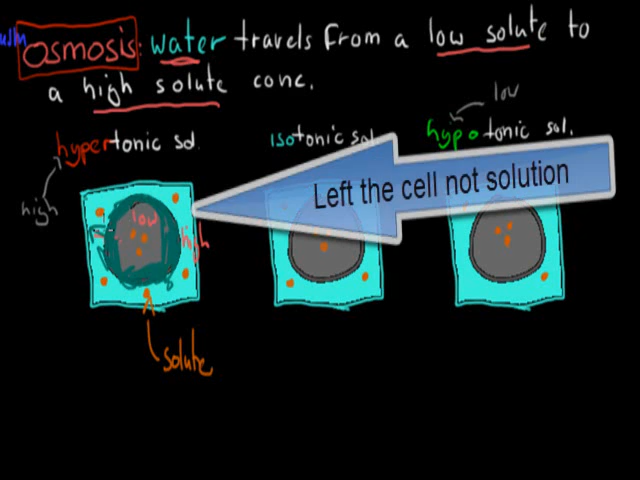 osmosis: water travels from a low solute to
a high solute conc.
low
hypertonic sol. isotonic sol. hypotonic sol.
Left the cell not solution
high
low
high
solute